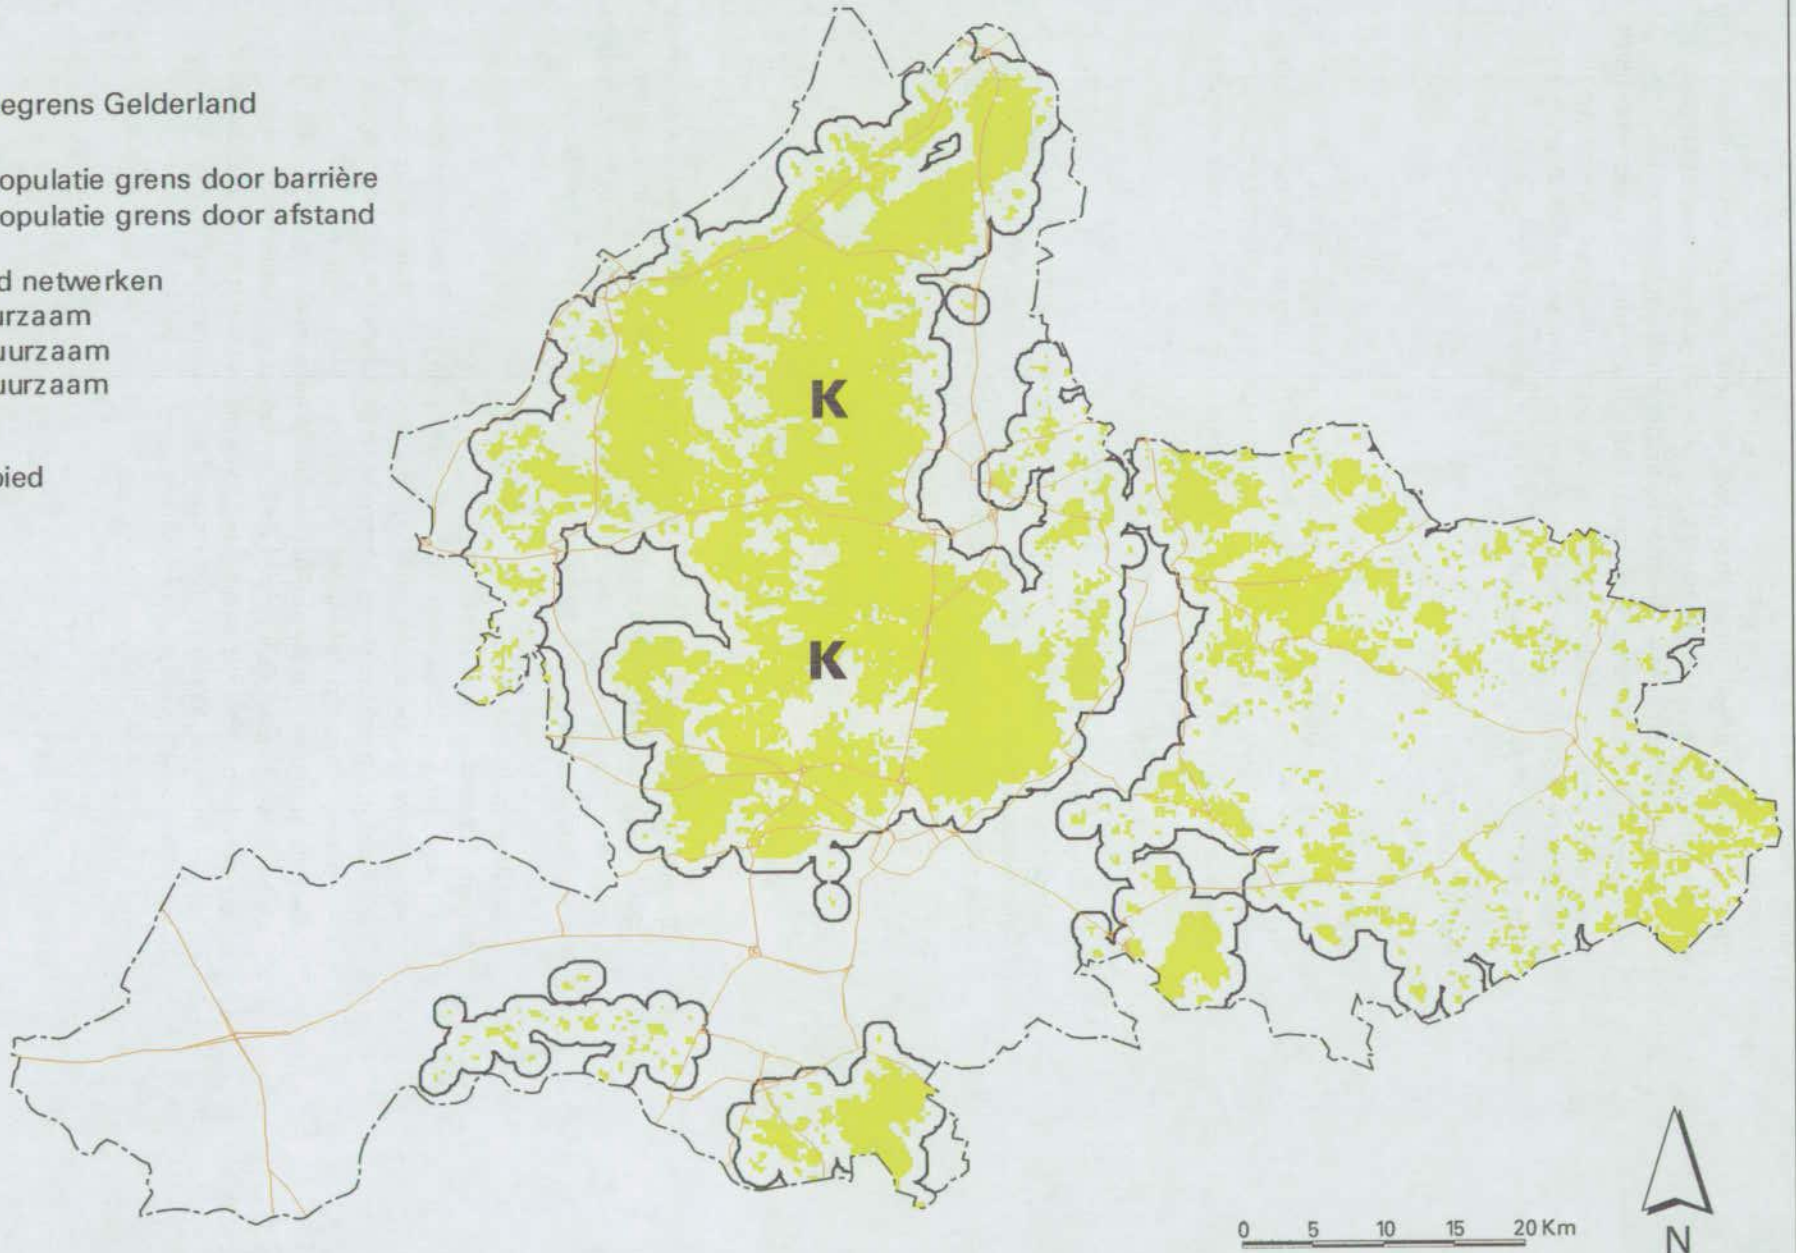 egrens Gelderland
opulatie grens door barrière
opulatie grens door afstand
d netwerken
urzaam
uurzaam
uurzaam
bied
K
K
0 5 10 15 20 Km
N